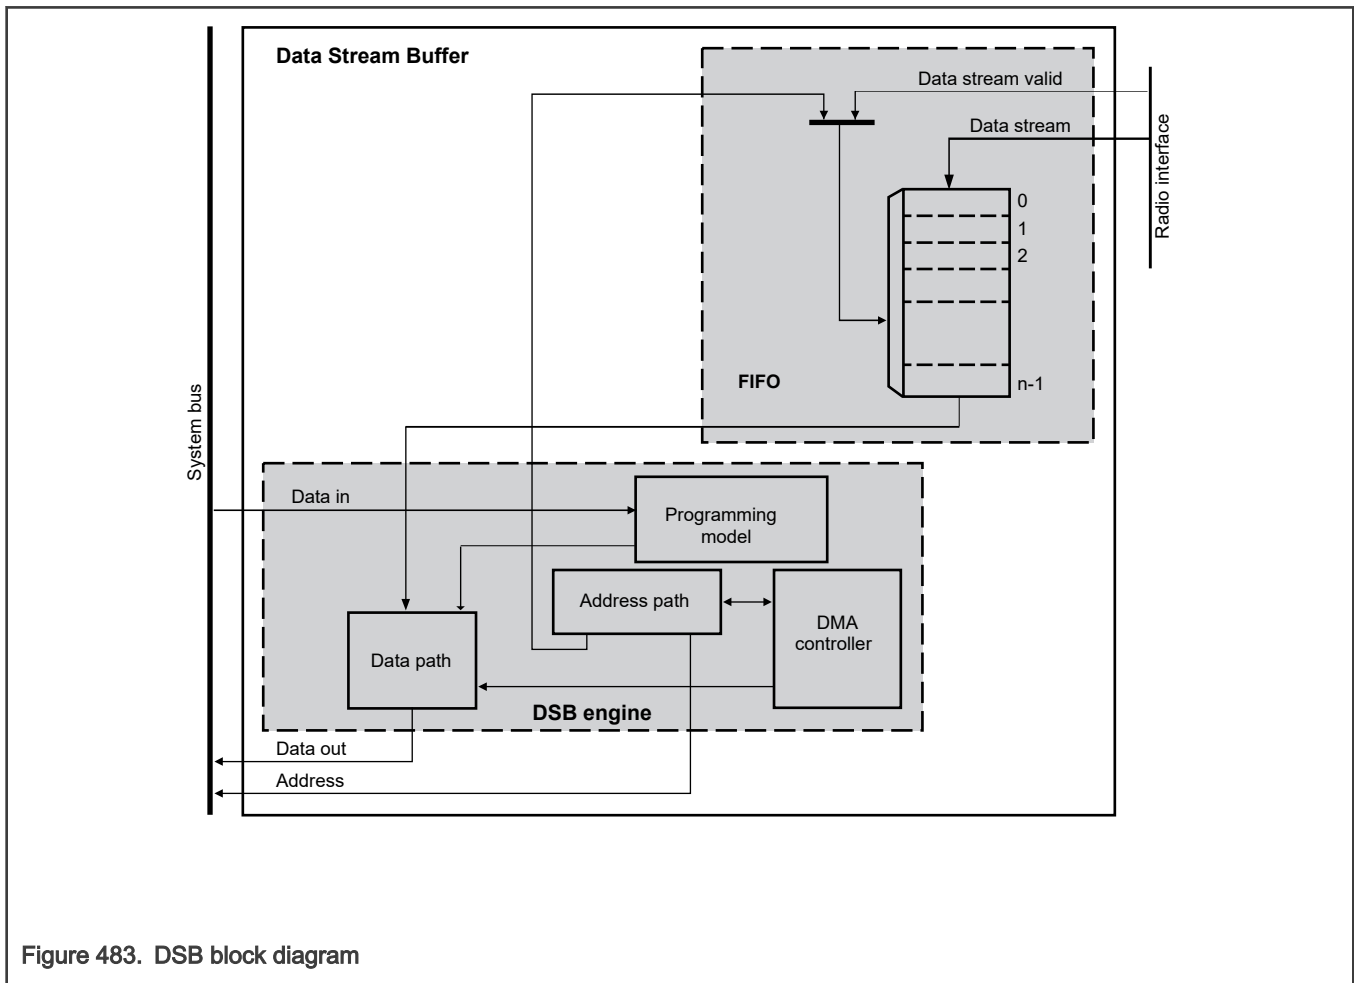 Data Stream Buffer
Data stream valid
Data stream
Radio interface
0
1
2
n-1
FIFO
System bus
Data in
Programming
model
Address path
DMA
controller
Data path
DSB engine
Data out
Address
Figure 483. DSB block diagram